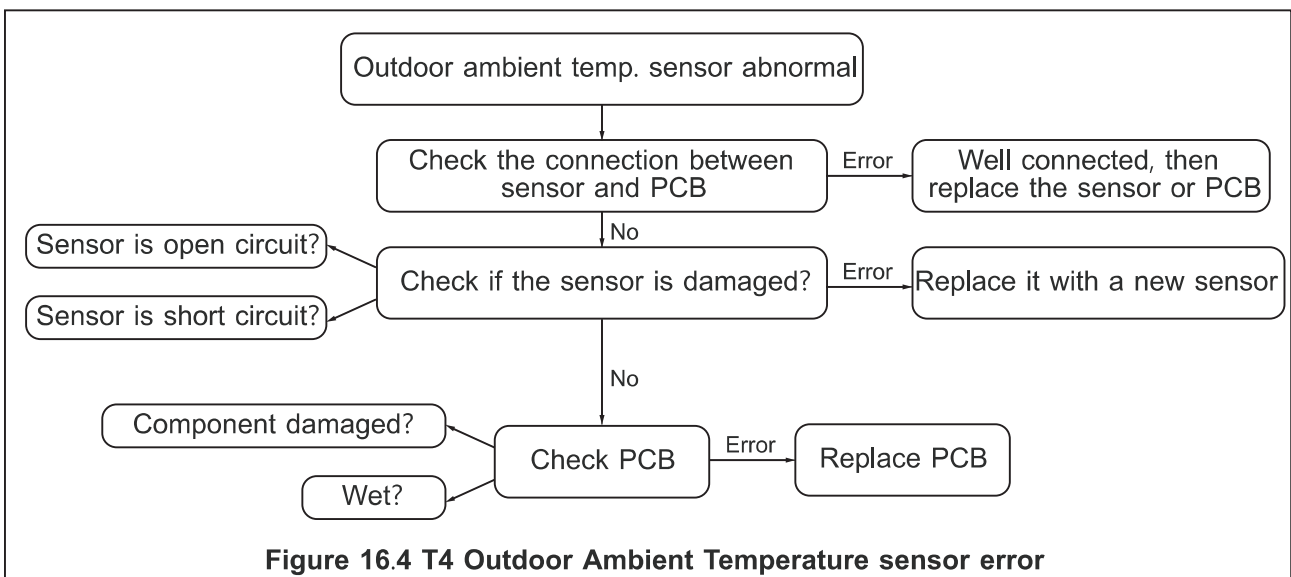 Outdoor ambient temp. sensor abnormal
Check the connection between
sensor and PCB
Error
Well connected, then
replace the sensor or PCB
No
Sensor is open circuit?
Sensor is short circuit?
Check if the sensor is damaged?
Error
Replace it with a new sensor
No
Component damaged?
Wet?
Check PCB
Error
Replace PCB
Figure 16.4 T4 Outdoor Ambient Temperature sensor error